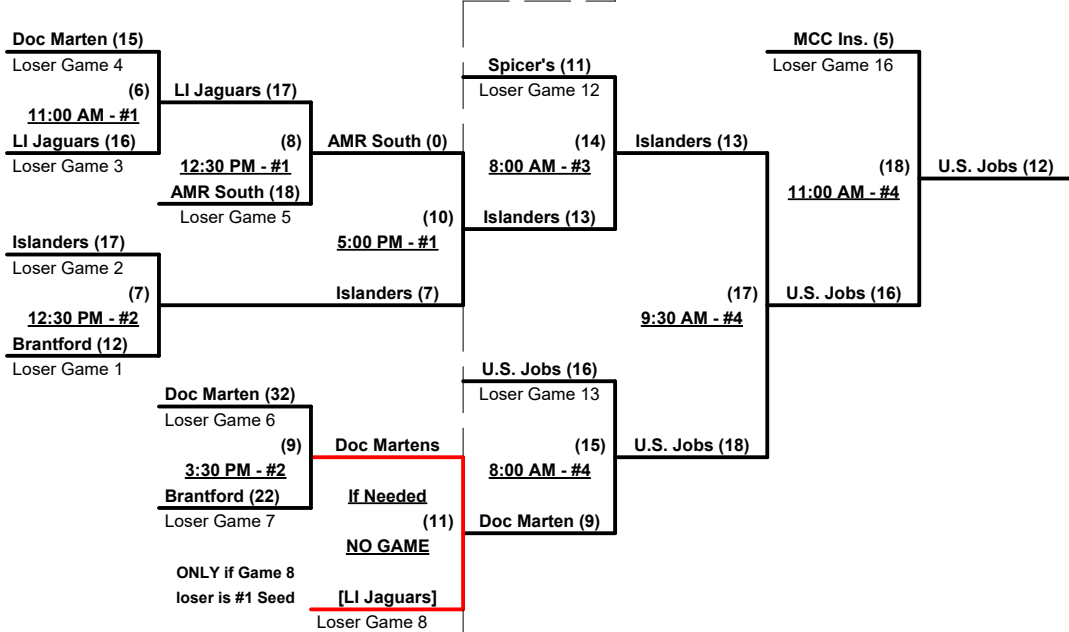 Doc Marten (15)
Loser Game 4
(6)
11:00 AM - #1
LI Jaguars (16)
Loser Game 3
LI Jaguars (17)
(8)
12:30 PM - #1
AMR South (18)
Loser Game 5
Islanders (17)
Loser Game 2
(7)
12:30 PM - #2
Brantford (12)
Loser Game 1
AMR South (0)
(10)
5:00 PM - #1
Islanders (7)
Doc Marten (32)
Loser Game 6
(9)
3:30 PM - #2
Brantford (22)
Loser Game 7
Doc Martens
If Needed
(11)
NO GAME
ONLY if Game 8
loser is #1 Seed
[LI Jaguars]
Loser Game 8
Spicer's (11)
Loser Game 12
(14)
8:00 AM - #3
Islanders (13)
Islanders (13)
U.S. Jobs (16)
Loser Game 13
(15)
8:00 AM - #4
Doc Marten (9)
U.S. Jobs (18)
(17)
9:30 AM - #4
MCC Ins. (5)
Loser Game 16
(18)
11:00 AM - #4
U.S. Jobs (16)
U.S. Jobs (12)